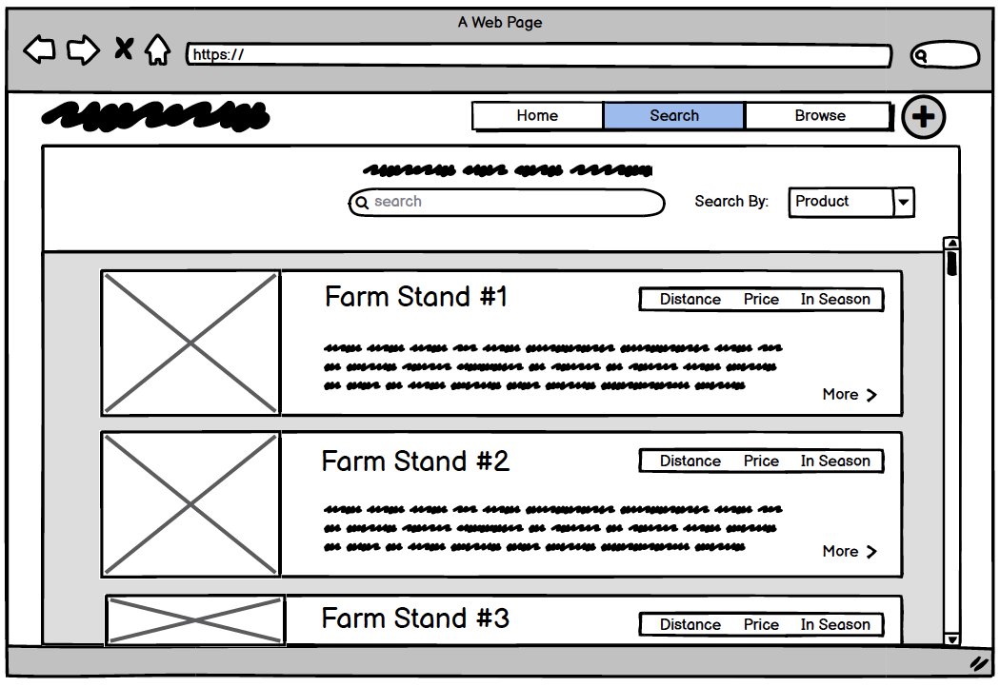 A Web Page
https://
Home Search Browse
search
Search By: Product
Farm Stand #1
Distance Price In Season
More
Farm Stand #2
Distance Price In Season
More
Farm Stand #3
Distance Price In Season